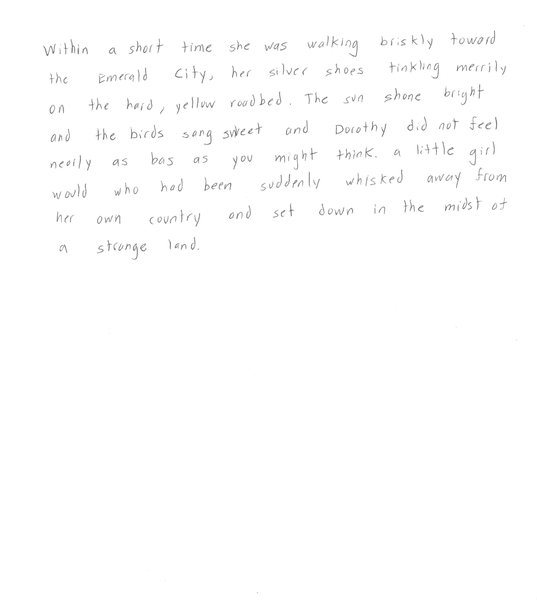 Within a short time she was walking briskly toward
the Emerald City, her silver shoes tinkling merrily
on the hard, yellow roadbed. The sun shone bright
and the birds song sweet and Dorothy did not feel
nearly as bas as you might think. a little girl
would who had been suddenly whisked away from
her own country and set down in the midst of
a strange land.